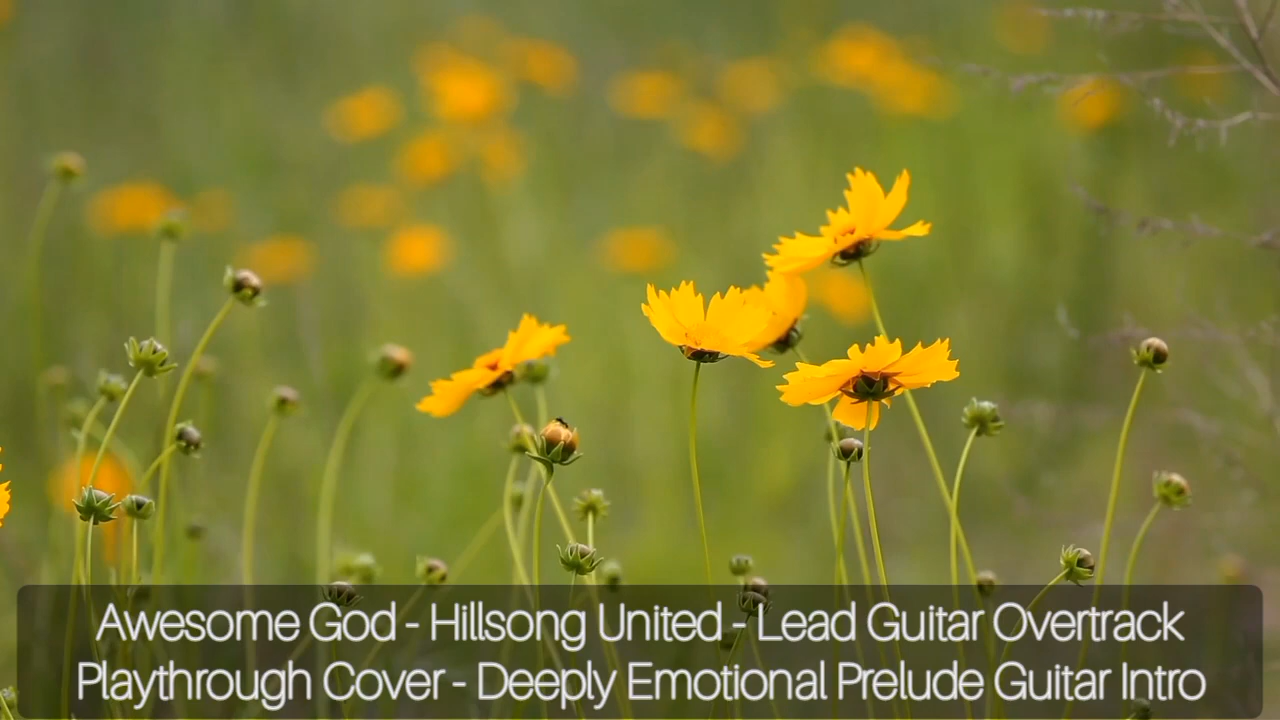 Awesome God - Hillsong United - Lead Guitar Overtrack
Playthrough Cover - Deeply Emotional Prelude Guitar Intro